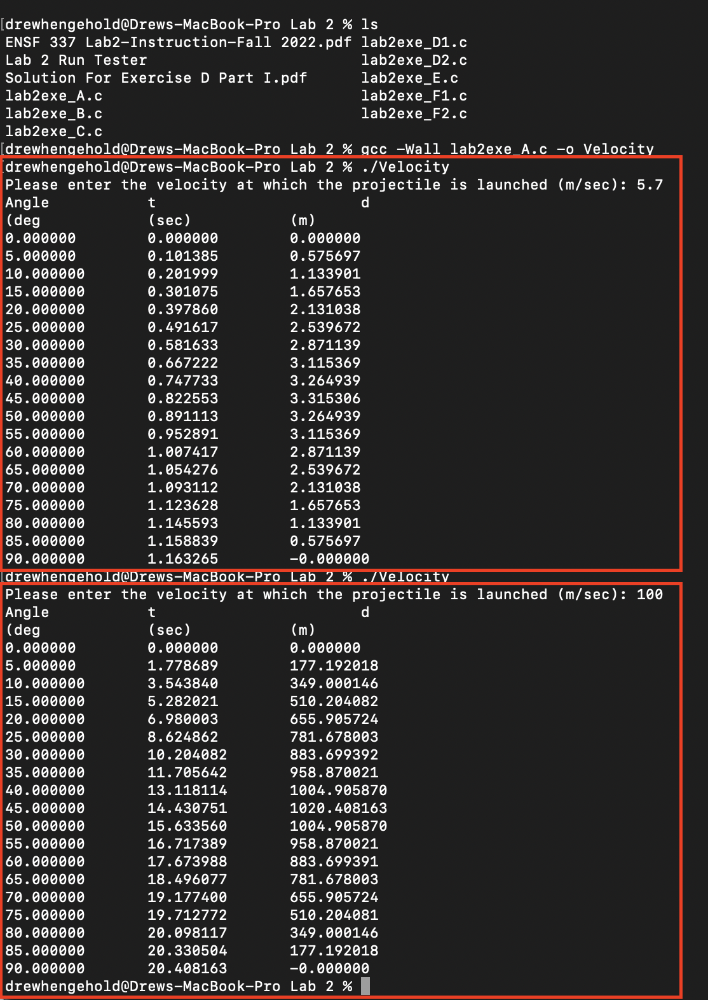 [drewhengehold@Drews-MacBook-Pro Lab 2 % ls
ENSF 337 Lab2-Instruction-Fall 2022.pdf lab2exe_D1.c
Lab 2 Run Tester lab2exe_D2.c
Solution For Exercise D Part I.pdf lab2exe_E.c
lab2exe_A.c lab2exe_F1.c
lab2exe_B.c lab2exe_F2.c
lab2exe_C.c
[drewhengehold@Drews-MacBook-Pro Lab 2 % gcc -Wall lab2exe_A.c -o Velocity
[drewhengehold@Drews-MacBook-Pro Lab 2 % ./Velocity
Please enter the velocity at which the projectile is launched (m/sec): 5.7
Angle t d
(deg (sec) (m)
0.000000 0.000000 0.000000
5.000000 0.101385 0.575697
10.000000 0.201999 1.133901
15.000000 0.301075 1.657653
20.000000 0.397860 2.131038
25.000000 0.491617 2.539672
30.000000 0.581633 2.871139
35.000000 0.667222 3.115369
40.000000 0.747733 3.264939
45.000000 0.822553 3.315306
50.000000 0.891113 3.264939
55.000000 0.952891 3.115369
60.000000 1.007417 2.871139
65.000000 1.054276 2.539672
70.000000 1.093112 2.131038
75.000000 1.123628 1.657653
80.000000 1.145593 1.133901
85.000000 1.158839 0.575697
90.000000 1.163265 -0.000000
[drewhengehold@Drews-MacBook-Pro Lab 2 % ./Velocity
Please enter the velocity at which the projectile is launched (m/sec): 100
Angle t d
(deg (sec) (m)
0.000000 0.000000 0.000000
5.000000 1.778689 177.192018
10.000000 3.543840 349.000146
15.000000 5.282021 510.204082
20.000000 6.980003 655.905724
25.000000 8.624862 781.678003
30.000000 10.204082 883.699392
35.000000 11.705642 958.870021
40.000000 13.118114 1004.905870
45.000000 14.430751 1020.408163
50.000000 15.633560 1004.905870
55.000000 16.717389 958.870021
60.000000 17.673988 883.699391
65.000000 18.496077 781.678003
70.000000 19.177400 655.905724
75.000000 19.712772 510.204081
80.000000 20.098117 349.000146
85.000000 20.330504 177.192018
90.000000 20.408163 -0.000000
drewhengehold@Drews-MacBook-Pro Lab 2 %